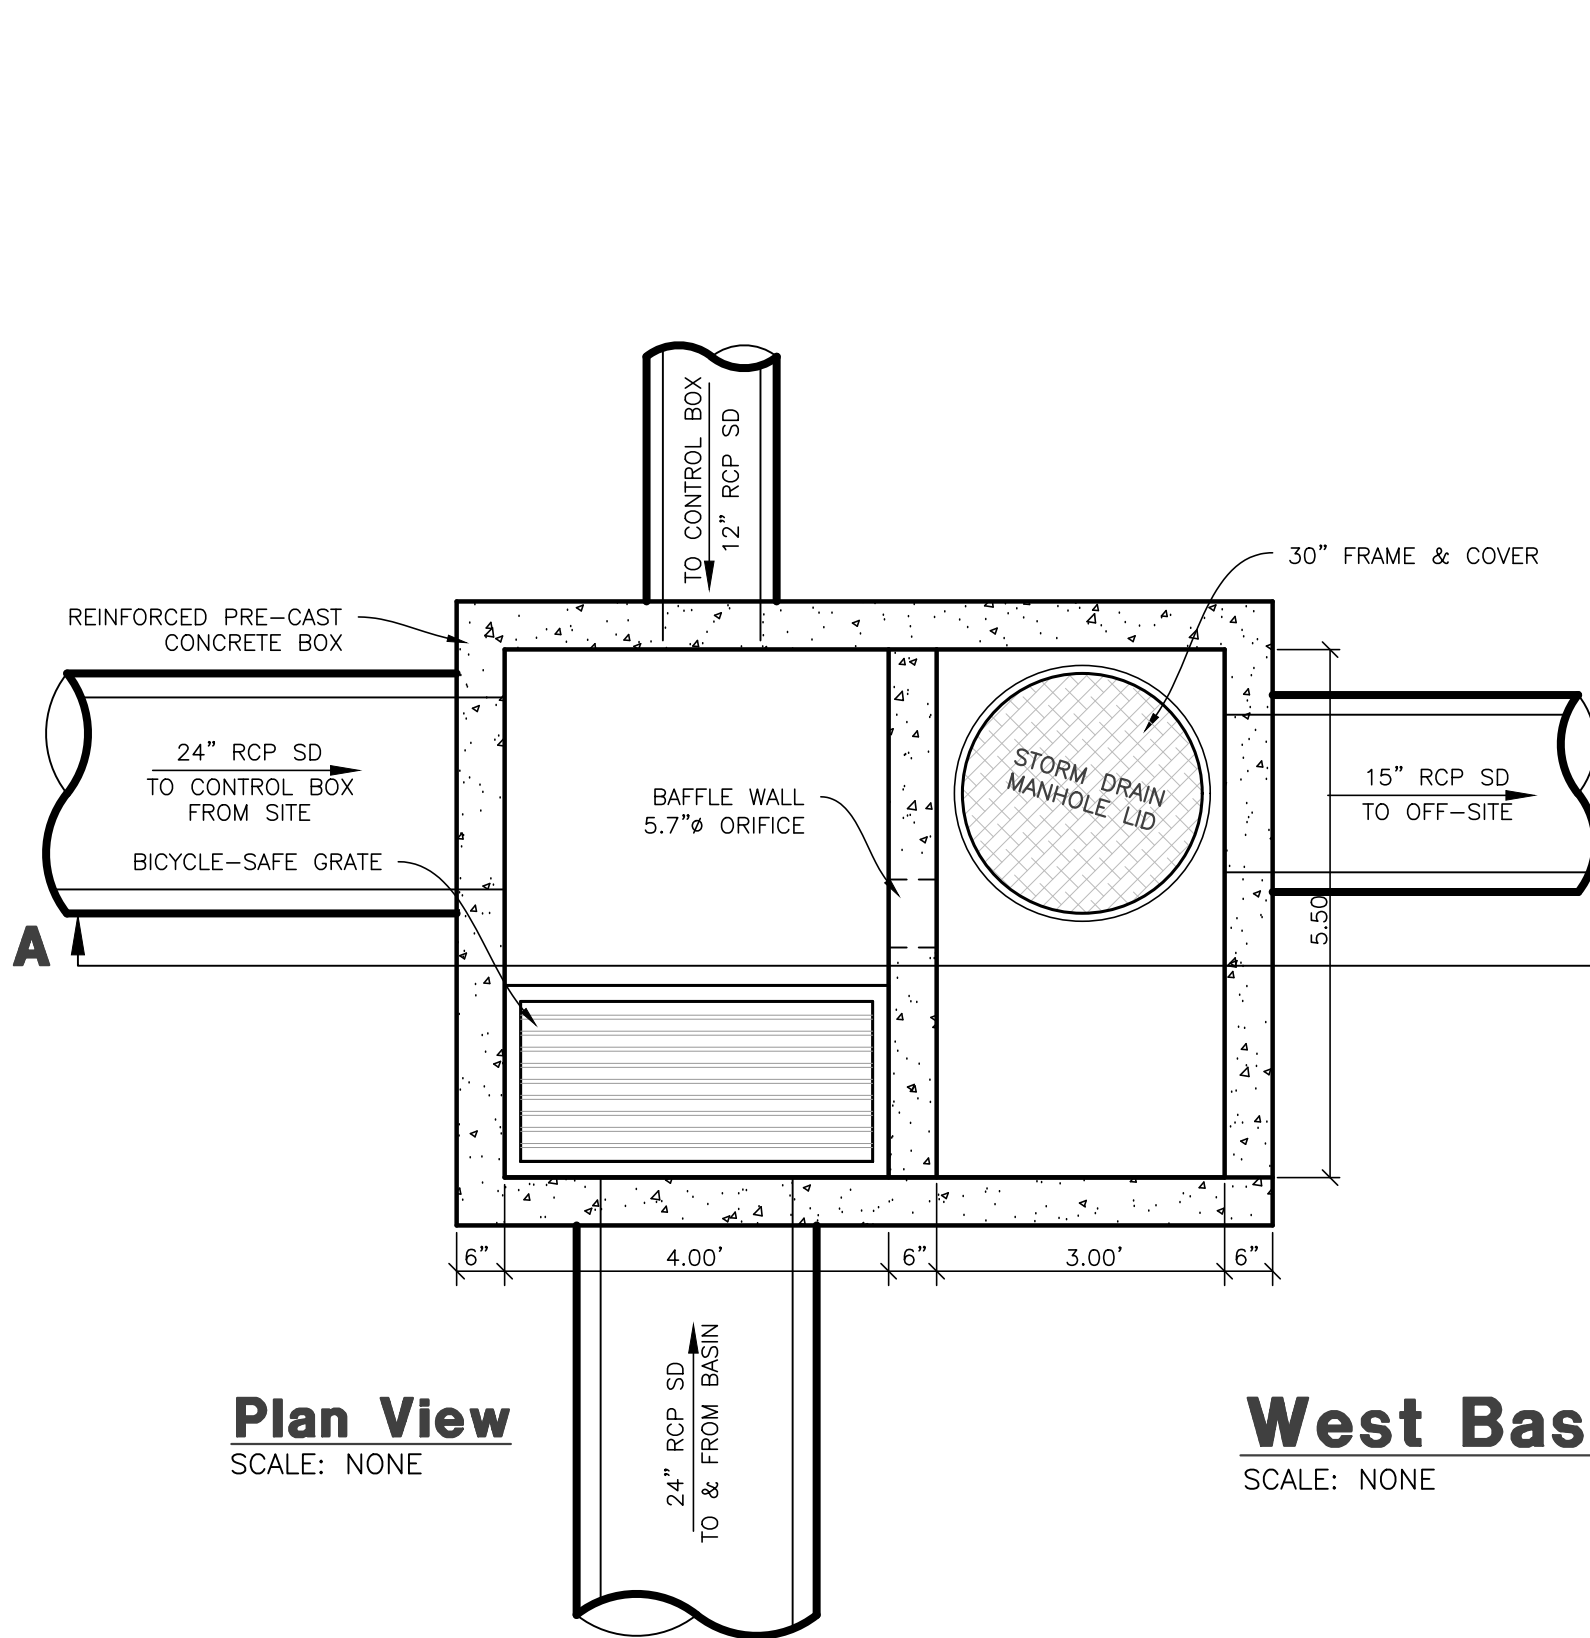 TO CONTROL BOX
12" RCP SD
30" FRAME & COVER
REINFORCED PRE-CAST
CONCRETE BOX
24" RCP SD
TO CONTROL BOX
FROM SITE
BICYCLE-SAFE GRATE
BAFFLE WALL
5.7"ø ORIFICE
STORM DRAIN
MANHOLE LID
15" RCP SD
TO OFF-SITE
5.50
A
6"
4.00'
6"
3.00'
6"
24" RCP SD
TO & FROM BASIN
Plan View
SCALE: NONE
West Bas
SCALE: NONE